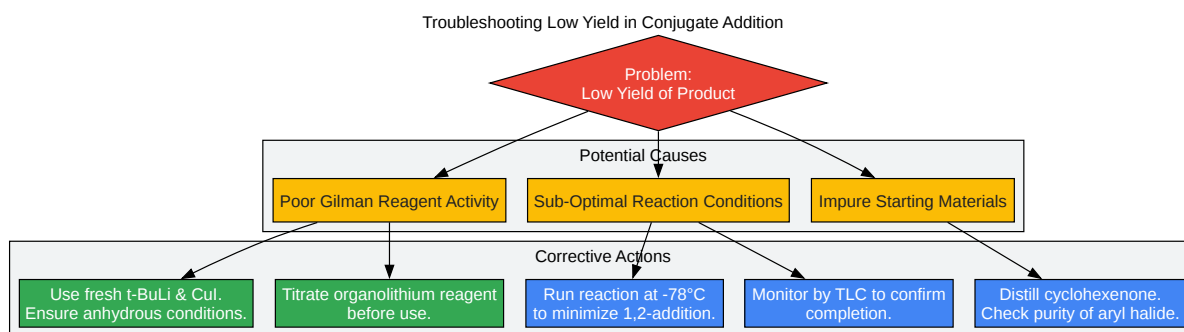 Troubleshooting Low Yield in Conjugate Addition
Problem:
Low Yield of Product
Potential Causes
Poor Gilman Reagent Activity
Sub-Optimal Reaction Conditions
Impure Starting Materials
Corrective Actions
Use fresh t-BuLi & CuI.
Ensure anhydrous conditions.
Titrate organolithium reagent
before use.
Run reaction at -78°C
to minimize 1,2-addition.
Monitor by TLC to confirm
completion.
Distill cyclohexenone.
Check purity of aryl halide.